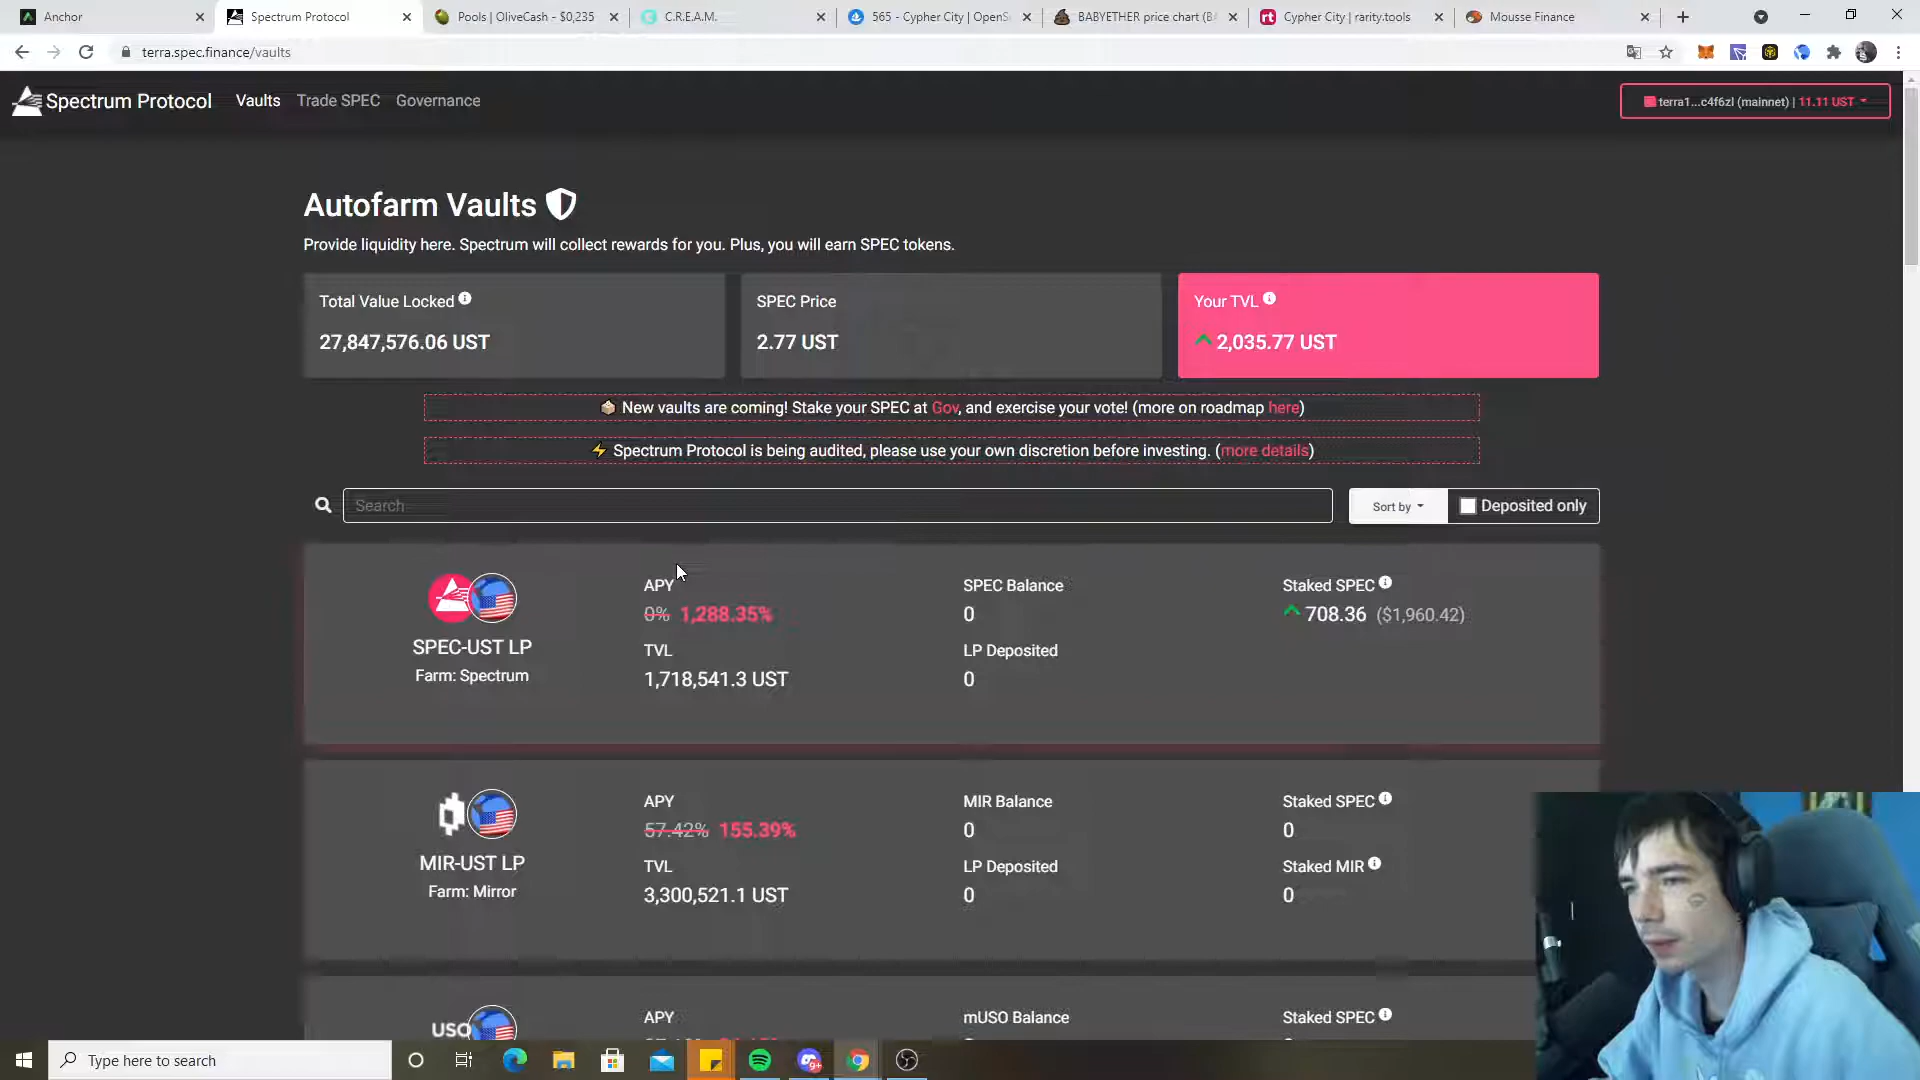 Anchor
Spectrum Protocol
Pools | OliveCash - $0,235
C.R.E.A.M.
565 - Cypher City | OpenS
BABYETHER price chart (B
Cypher City | rarity.tools
Mousse Finance
terra.spec.finance/vaults
Spectrum Protocol
Vaults
Trade SPEC
Governance
terra1...c4f6zl (mainnet) | 11.11 UST
Autofarm Vaults
Provide liquidity here. Spectrum will collect rewards for you. Plus, you will earn SPEC tokens.
Total Value Locked
27,847,576.06 UST
SPEC Price
2.77 UST
Your TVL
2,035.77 UST
New vaults are coming! Stake your SPEC at Gov, and exercise your vote! (more on roadmap here)
Spectrum Protocol is being audited, please use your own discretion before investing. (more details)
Search
Sort by
Deposited only
SPEC-UST LP
Farm: Spectrum
APY
0% 1,288.35%
TVL
1,718,541.3 UST
SPEC Balance
0
LP Deposited
0
Staked SPEC
708.36 ($1,960.42)
MIR-UST LP
Farm: Mirror
APY
57.42% 155.39%
TVL
3,300,521.1 UST
MIR Balance
0
LP Deposited
0
Staked SPEC
0
Staked MIR
0
USO
APY
mUSO Balance
Staked SPEC
Type here to search